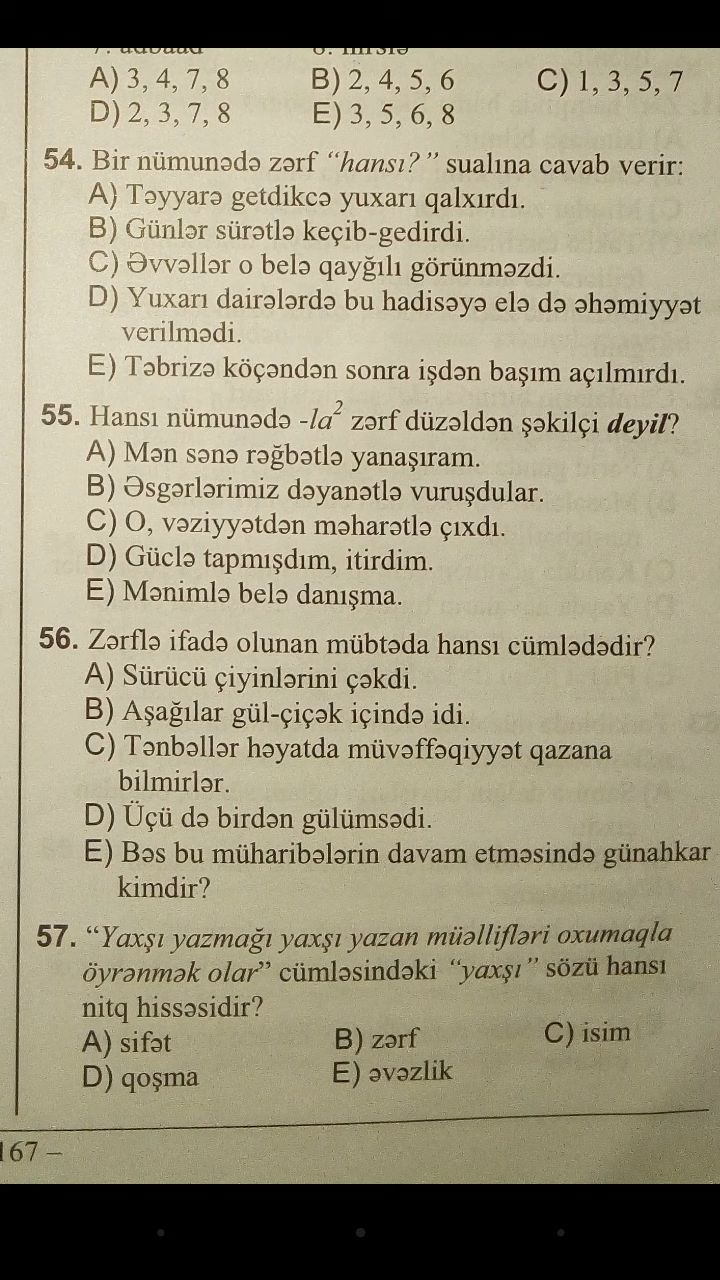 A) 3, 4, 7, 8 B) 2, 4, 5, 6 C) 1, 3, 5, 7
D) 2, 3, 7, 8 E) 3, 5, 6, 8
54. Bir nümunədə zərf “hansı?” sualına cavab verir:
A) Təyyarə getdikcə yuxarı qalxırdı.
B) Günlər sürətlə keçib-gedirdi.
C) Əvvəllər o belə qayğılı görünməzdi.
D) Yuxarı dairələrdə bu hadisəyə elə də əhəmiyyət
verilmədi.
E) Təbrizə köçəndən sonra işdən başım açılmırdı.
55. Hansı nümunədə -la² zərf düzəldən şəkilçi deyil?
A) Mən sənə rəğbətlə yanaşıram.
B) Əsgərlərimiz dəyanətlə vuruşdular.
C) O, vəziyyətdən məharətlə çıxdı.
D) Güclə tapmışdım, itirdim.
E) Mənimlə belə danışma.
56. Zərflə ifadə olunan mübtəda hansı cümlədədir?
A) Sürücü çiyinlərini çəkdi.
B) Aşağılar gül-çiçək içində idi.
C) Tənbəllər həyatda müvəffəqiyyət qazana
bilmirlər.
D) Üçü də birdən gülümsədi.
E) Bəs bu müharibələrin davam etməsində günahkar
kimdir?
57. “Yaxşı yazmağı yaxşı yazan müəllifləri oxumaqla
öyrənmək olar” cümləsindəki “yaxşı” sözü hansı
nitq hissəsidir?
A) sifət B) zərf C) isim
D) qoşma E) əvəzlik
167 –